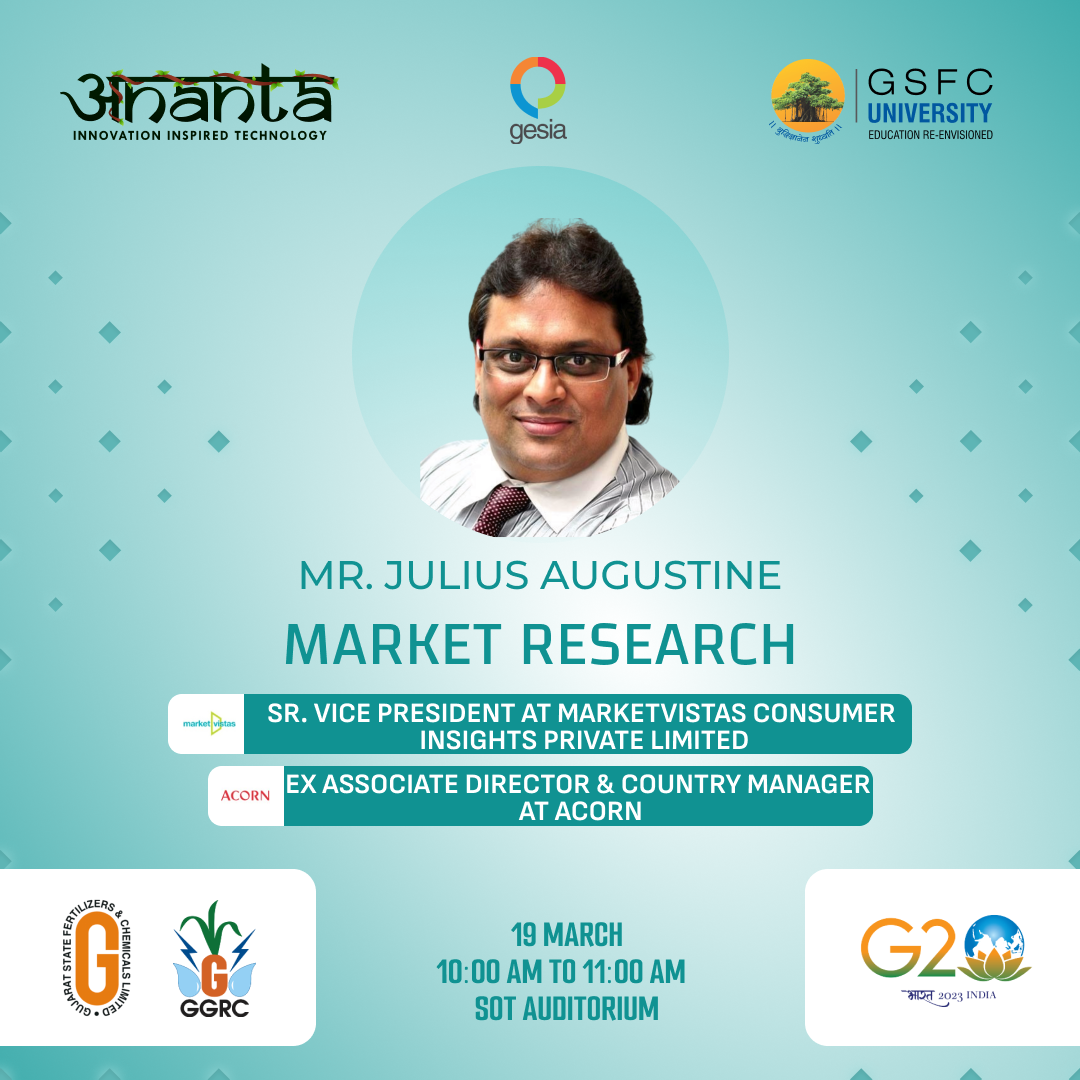 अnanta
INNOVATION INSPIRED TECHNOLOGY
gesia
GSFC
UNIVERSITY
EDUCATION RE-ENVISIONED
MR. JULIUS AUGUSTINE
MARKET RESEARCH
market vistas
SR. VICE PRESIDENT AT MARKETVISTAS CONSUMER
INSIGHTS PRIVATE LIMITED
ACORN
EX ASSOCIATE DIRECTOR & COUNTRY MANAGER
AT ACORN
GUJARAT STATE FERTILIZERS & CHEMICALS LIMITED
G
G
GGRC
19 MARCH
10:00 AM TO 11:00 AM
SOT AUDITORIUM
G20
भारत 2023 INDIA